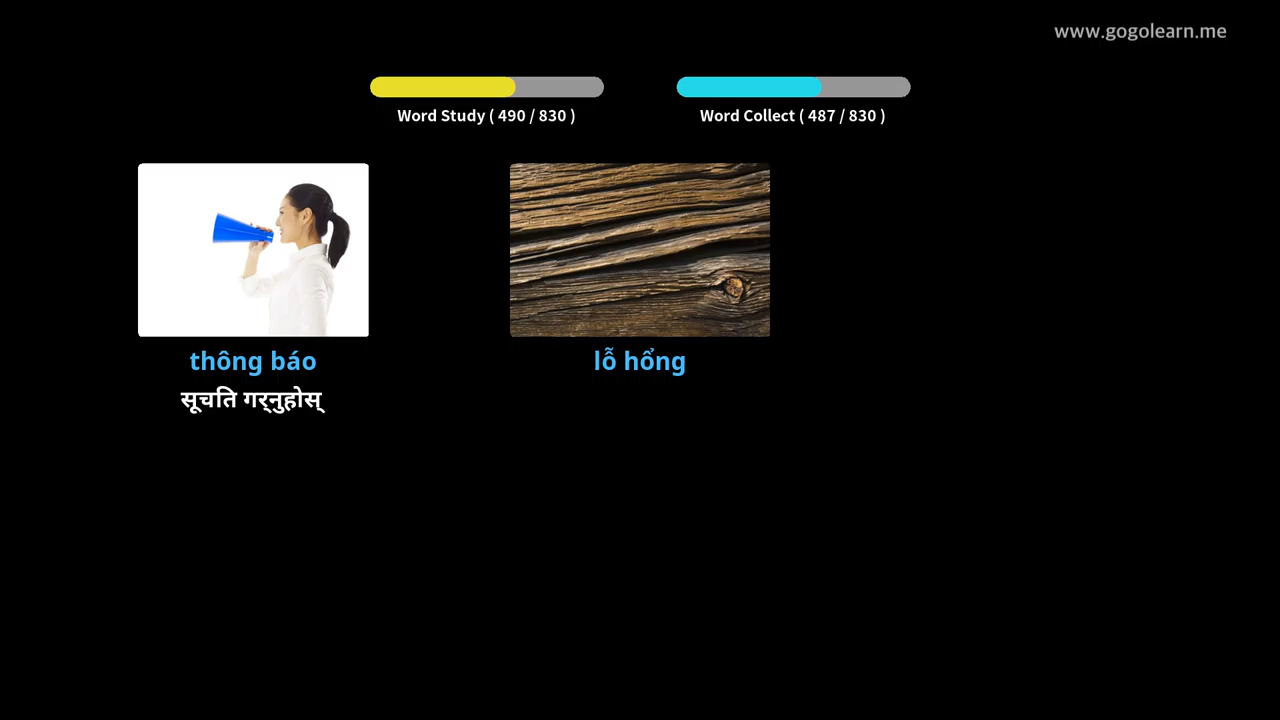 www.gogolearn.me
Word Study ( 490 / 830 )
Word Collect ( 487 / 830 )
thông báo
lỗ hổng
सूचति गर्नुहोस्